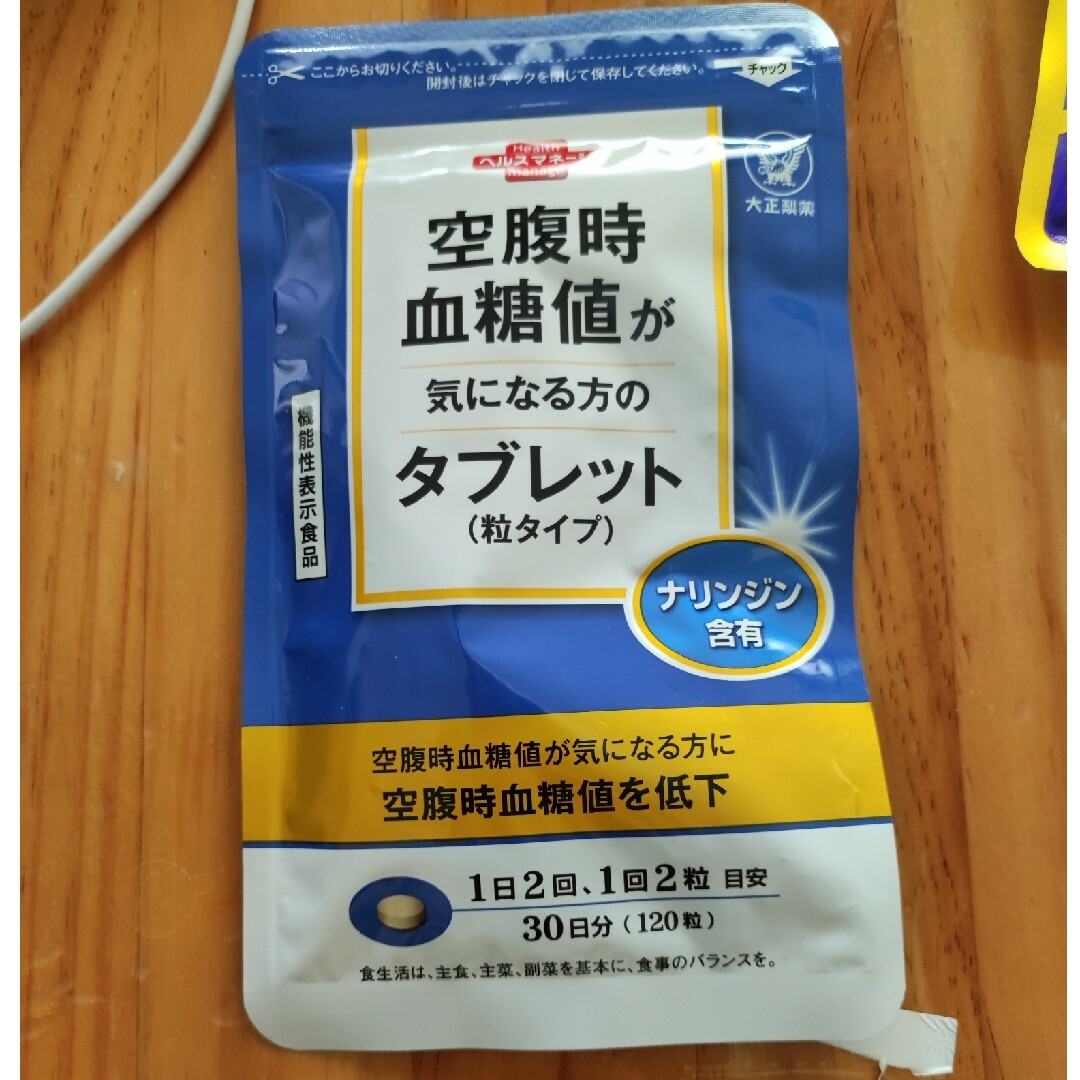 ここからお切りください。
開封後はチャックを閉じて保存してください。
チャック
Health
ヘルスマネージ
manage
大正製薬
空腹時
血糖値が
気になる方の
タブレット
(粒タイプ)
機能性表示食品
ナリンジン
含有
空腹時血糖値が気になる方に
空腹時血糖値を低下
1日2回、1回2粒 目安
30日分(120粒)
食生活は、主食、主菜、副菜を基本に、食事のバランスを。